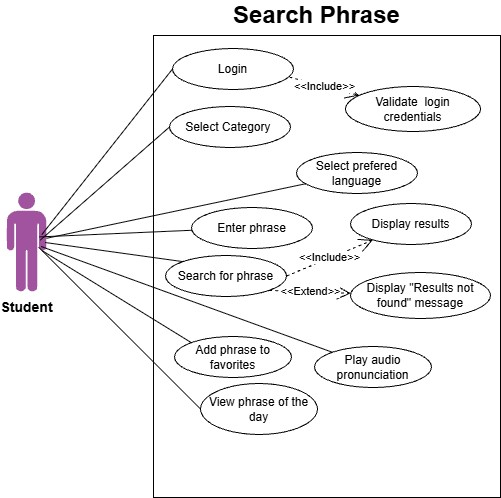 Search Phrase
Login
<<Include>>
Validate login
credentials
Select Category
Select prefered
language
Enter phrase
Display results
Search for phrase
<<Include>>
<<Extend>>
Display "Results not
found" message
Student
Add phrase to
favorites
Play audio
pronunciation
View phrase of the
day